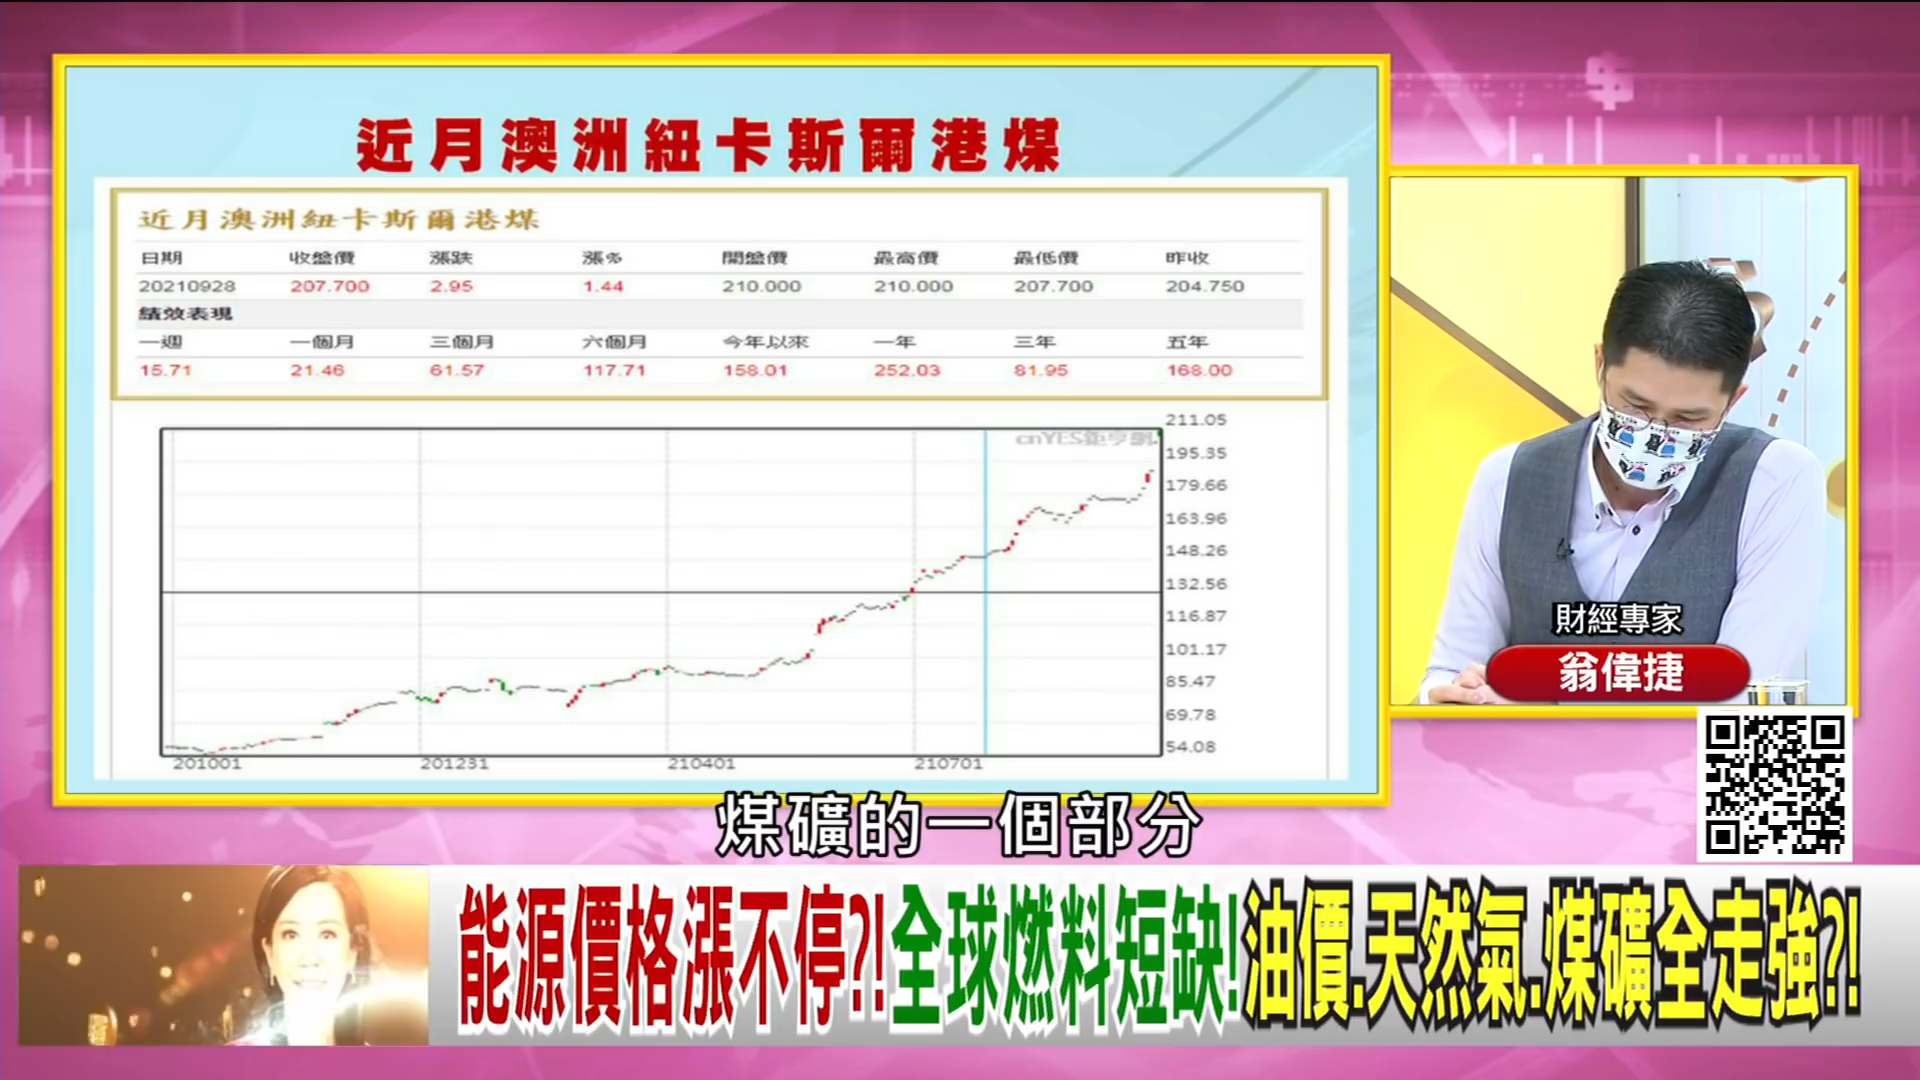 近月澳洲紐卡斯爾港煤
近月澳洲紐卡斯爾港煤
日期 收盤價 漲跌 漲% 開盤價 最高價 最低價 昨收
20210928 207.700 2.95 1.44 210.000 210.000 207.700 204.750
績效表現
一週 一個月 三個月 六個月 今年以來 一年 三年 五年
15.71 21.46 61.57 117.71 158.01 252.03 81.95 168.00
cnYES鉅亨網
211.05
195.35
179.66
163.96
148.26
132.56
116.87
101.17
85.47
69.78
54.08
201001 201231 210401 210701
財經專家
翁偉捷
煤礦的一個部分
能源價格漲不停?!全球燃料短缺!油價.天然氣.煤礦全走強?!